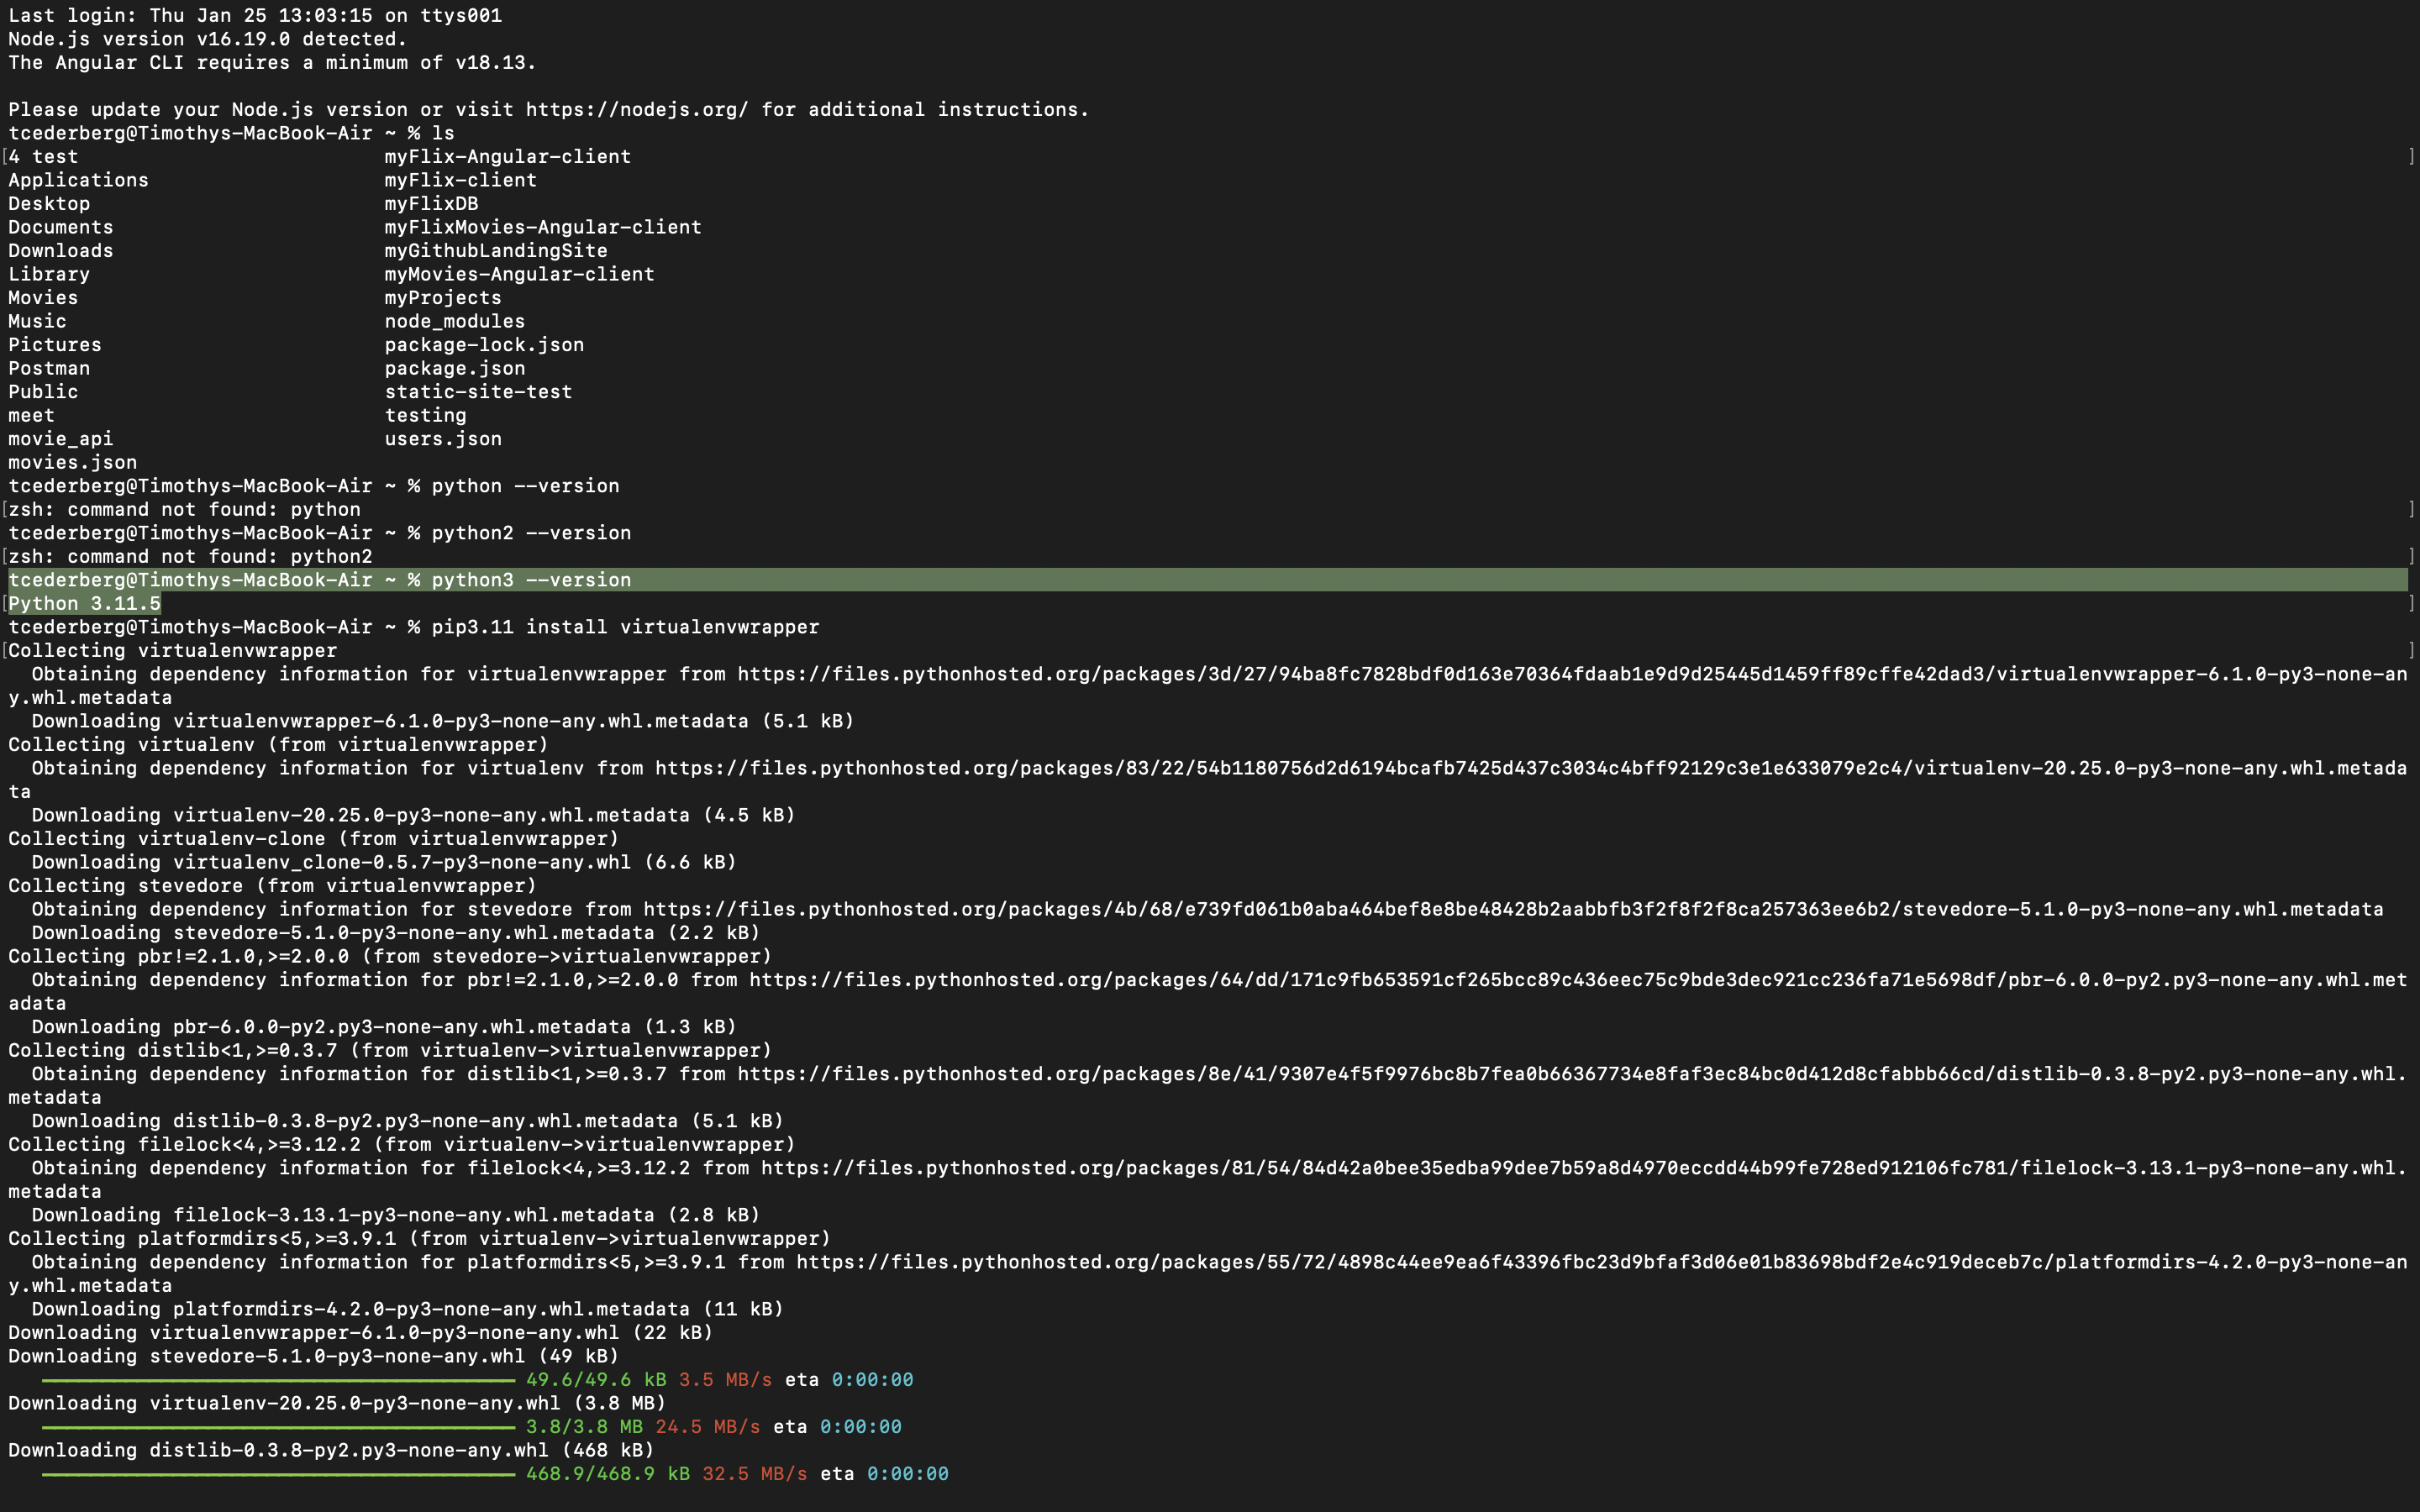 Last login: Thu Jan 25 13:03:15 on ttys001
Node.js version v16.19.0 detected.
The Angular CLI requires a minimum of v18.13.

Please update your Node.js version or visit https://nodejs.org/ for additional instructions.
tcederberg@Timothys-MacBook-Air ~ % ls
[4 test                          myFlix-Angular-client ]
Applications                    myFlix-client
Desktop                         myFlixDB
Documents                       myFlixMovies-Angular-client
Downloads                       myGithubLandingSite
Library                         myMovies-Angular-client
Movies                          myProjects
Music                           node_modules
Pictures                        package-lock.json
Postman                         package.json
Public                          static-site-test
meet                            testing
movie_api                       users.json
movies.json
tcederberg@Timothys-MacBook-Air ~ % python --version
[zsh: command not found: python ]
tcederberg@Timothys-MacBook-Air ~ % python2 --version
[zsh: command not found: python2 ]
tcederberg@Timothys-MacBook-Air ~ % python3 --version
[Python 3.11.5 ]
tcederberg@Timothys-MacBook-Air ~ % pip3.11 install virtualenvwrapper
[Collecting virtualenvwrapper ]
  Obtaining dependency information for virtualenvwrapper from https://files.pythonhosted.org/packages/3d/27/94ba8fc7828bdf0d163e70364fdaab1e9d9d25445d1459ff89cffe42dad3/virtualenvwrapper-6.1.0-py3-none-an
y.whl.metadata
  Downloading virtualenvwrapper-6.1.0-py3-none-any.whl.metadata (5.1 kB)
Collecting virtualenv (from virtualenvwrapper)
  Obtaining dependency information for virtualenv from https://files.pythonhosted.org/packages/83/22/54b1180756d2d6194bcafb7425d437c3034c4bff92129c3e1e633079e2c4/virtualenv-20.25.0-py3-none-any.whl.metada
ta
  Downloading virtualenv-20.25.0-py3-none-any.whl.metadata (4.5 kB)
Collecting virtualenv-clone (from virtualenvwrapper)
  Downloading virtualenv_clone-0.5.7-py3-none-any.whl (6.6 kB)
Collecting stevedore (from virtualenvwrapper)
  Obtaining dependency information for stevedore from https://files.pythonhosted.org/packages/4b/68/e739fd061b0aba464bef8e8be48428b2aabbfb3f2f8f2f8ca257363ee6b2/stevedore-5.1.0-py3-none-any.whl.metadata
  Downloading stevedore-5.1.0-py3-none-any.whl.metadata (2.2 kB)
Collecting pbr!=2.1.0,>=2.0.0 (from stevedore->virtualenvwrapper)
  Obtaining dependency information for pbr!=2.1.0,>=2.0.0 from https://files.pythonhosted.org/packages/64/dd/171c9fb653591cf265bcc89c436eec75c9bde3dec921cc236fa71e5698df/pbr-6.0.0-py2.py3-none-any.whl.met
adata
  Downloading pbr-6.0.0-py2.py3-none-any.whl.metadata (1.3 kB)
Collecting distlib<1,>=0.3.7 (from virtualenv->virtualenvwrapper)
  Obtaining dependency information for distlib<1,>=0.3.7 from https://files.pythonhosted.org/packages/8e/41/9307e4f5f9976bc8b7fea0b66367734e8faf3ec84bc0d412d8cfabbb66cd/distlib-0.3.8-py2.py3-none-any.whl.
metadata
  Downloading distlib-0.3.8-py2.py3-none-any.whl.metadata (5.1 kB)
Collecting filelock<4,>=3.12.2 (from virtualenv->virtualenvwrapper)
  Obtaining dependency information for filelock<4,>=3.12.2 from https://files.pythonhosted.org/packages/81/54/84d42a0bee35edba99dee7b59a8d4970eccdd44b99fe728ed912106fc781/filelock-3.13.1-py3-none-any.whl.
metadata
  Downloading filelock-3.13.1-py3-none-any.whl.metadata (2.8 kB)
Collecting platformdirs<5,>=3.9.1 (from virtualenv->virtualenvwrapper)
  Obtaining dependency information for platformdirs<5,>=3.9.1 from https://files.pythonhosted.org/packages/55/72/4898c44ee9ea6f43396fbc23d9bfaf3d06e01b83698bdf2e4c919deceb7c/platformdirs-4.2.0-py3-none-an
y.whl.metadata
  Downloading platformdirs-4.2.0-py3-none-any.whl.metadata (11 kB)
Downloading virtualenvwrapper-6.1.0-py3-none-any.whl (22 kB)
Downloading stevedore-5.1.0-py3-none-any.whl (49 kB)
49.6/49.6 kB 3.5 MB/s eta 0:00:00
Downloading virtualenv-20.25.0-py3-none-any.whl (3.8 MB)
3.8/3.8 MB 24.5 MB/s eta 0:00:00
Downloading distlib-0.3.8-py2.py3-none-any.whl (468 kB)
468.9/468.9 kB 32.5 MB/s eta 0:00:00